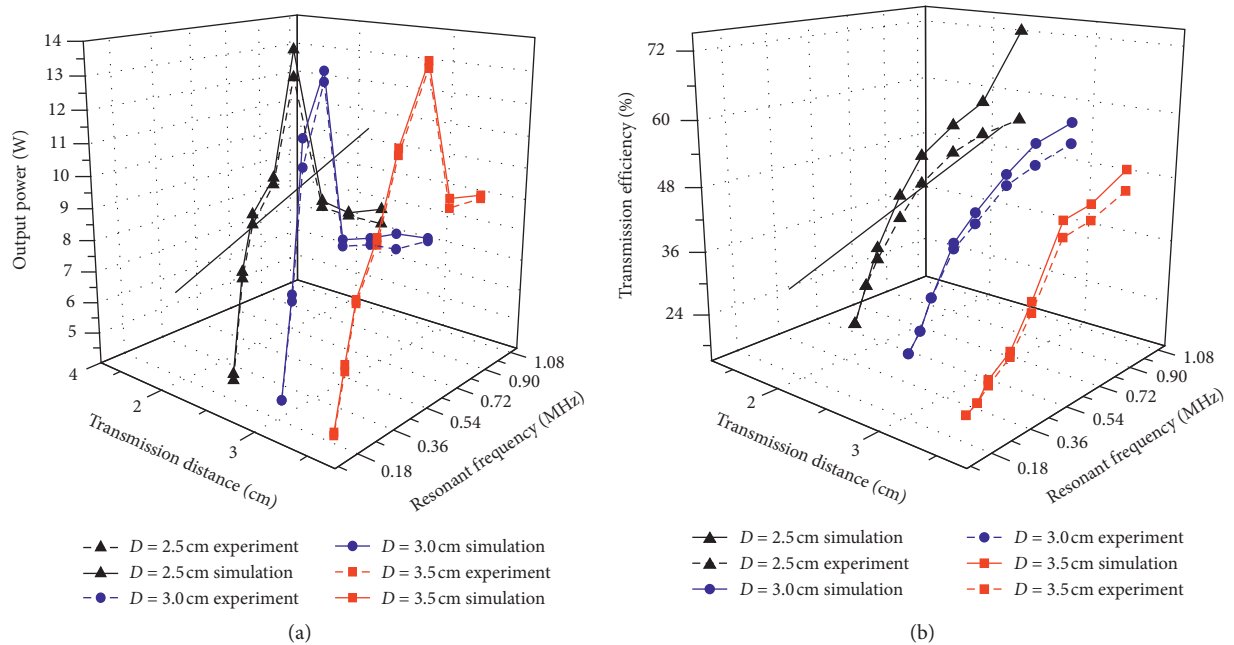 14
13
12
11
10
9
8
7
6
5
4
Output power (W)
2
3
Transmission distance (cm)
0.18
0.36
0.54
0.72
0.90
1.08
Resonant frequency (MHz)
D = 2.5 cm experiment
D = 2.5 cm simulation
D = 3.0 cm experiment
D = 3.0 cm simulation
D = 3.5 cm experiment
D = 3.5 cm simulation
(a)
72
60
48
36
24
Transmission efficiency (%)
2
3
Transmission distance (cm)
0.18
0.36
0.54
0.72
0.90
1.08
Resonant frequency (MHz)
D = 2.5 cm simulation
D = 2.5 cm experiment
D = 3.0 cm simulation
D = 3.0 cm experiment
D = 3.5 cm simulation
D = 3.5 cm experiment
(b)